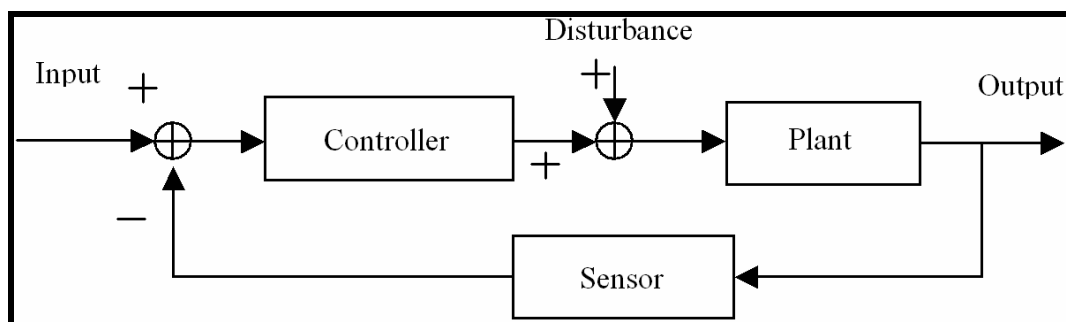 Disturbance
Input
+
+
Output
Controller
+
Plant
−
Sensor